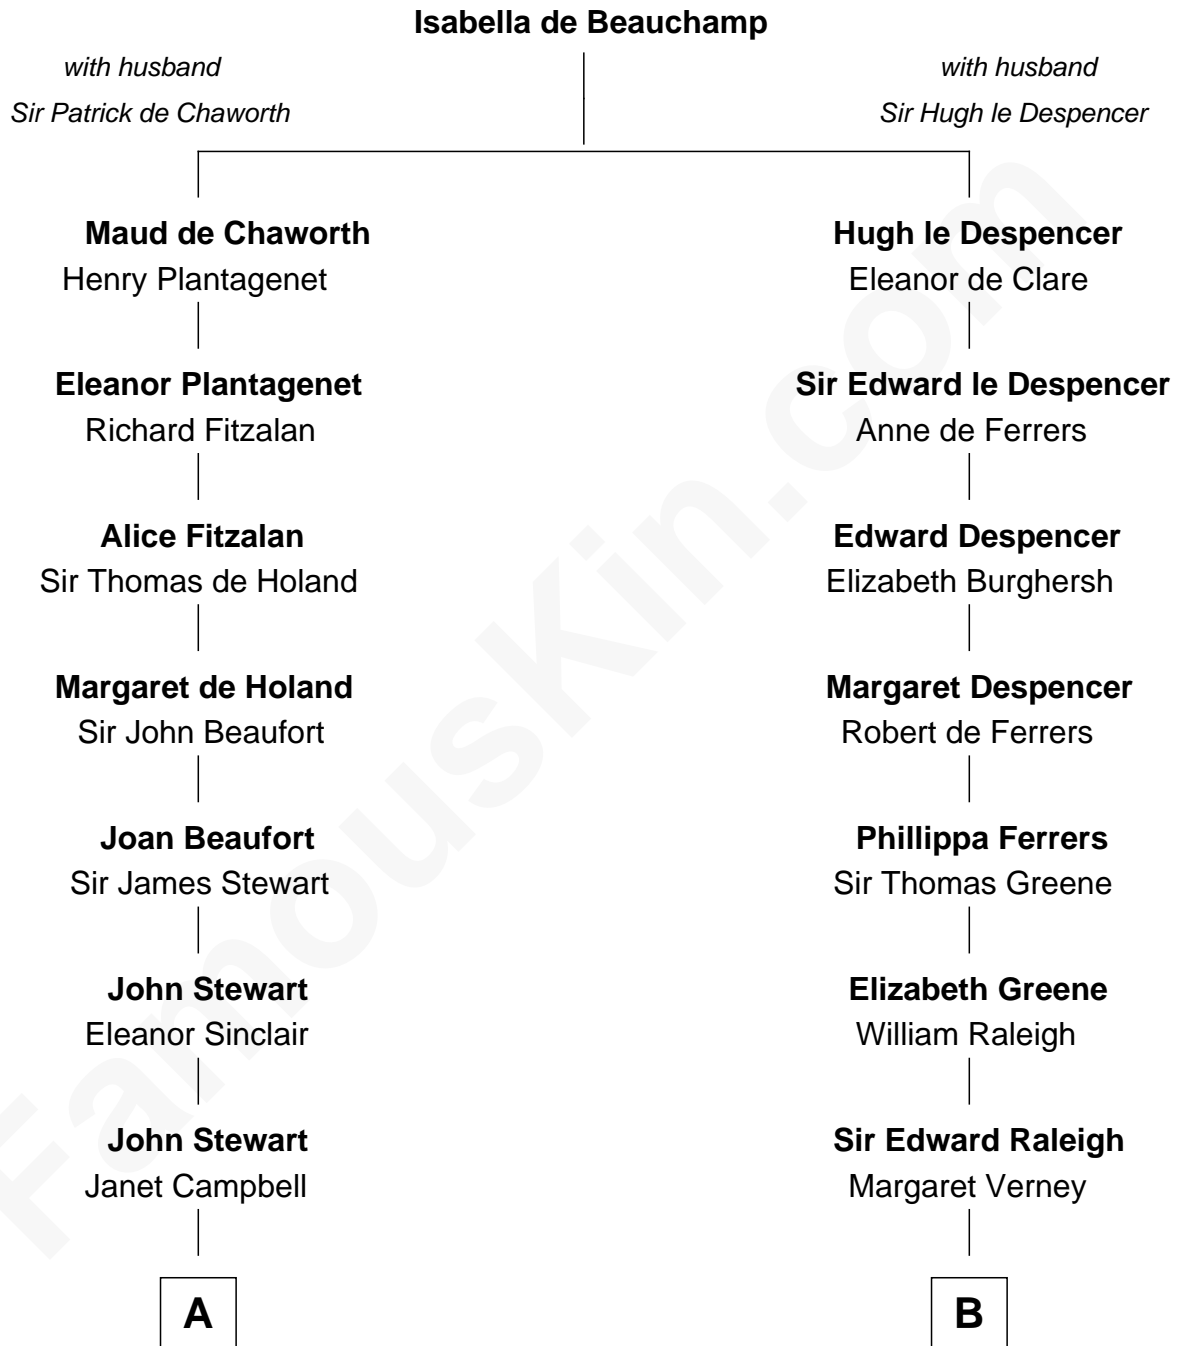 Isabella de Beauchamp
with husband
Sir Patrick de Chaworth
with husband
Sir Hugh le Despencer
Maud de Chaworth
Henry Plantagenet
Hugh le Despencer
Eleanor de Clare
Eleanor Plantagenet
Richard Fitzalan
Sir Edward le Despencer
Anne de Ferrers
Alice Fitzalan
Sir Thomas de Holand
Edward Despencer
Elizabeth Burghersh
Margaret de Holand
Sir John Beaufort
Margaret Despencer
Robert de Ferrers
Joan Beaufort
Sir James Stewart
Phillippa Ferrers
Sir Thomas Greene
John Stewart
Eleanor Sinclair
Elizabeth Greene
William Raleigh
John Stewart
Janet Campbell
Sir Edward Raleigh
Margaret Verney
A
B
FamousKin.com